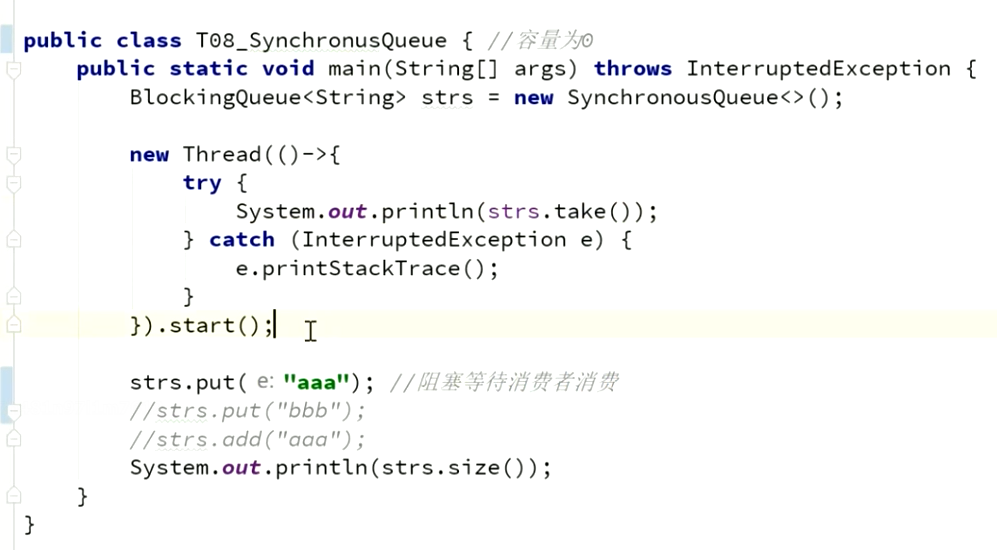 public class T08_SynchronusQueue { //容量为0
public static void main(String[] args) throws InterruptedException {
BlockingQueue<String> strs = new SynchronousQueue<>();
new Thread(()->{
try {
System.out.println(strs.take());
} catch (InterruptedException e) {
e.printStackTrace();
}
}).start();
strs.put( e: "aaa"); //阻塞等待消费者消费
//strs.put("bbb");
//strs.add("aaa");
System.out.println(strs.size());
}
}